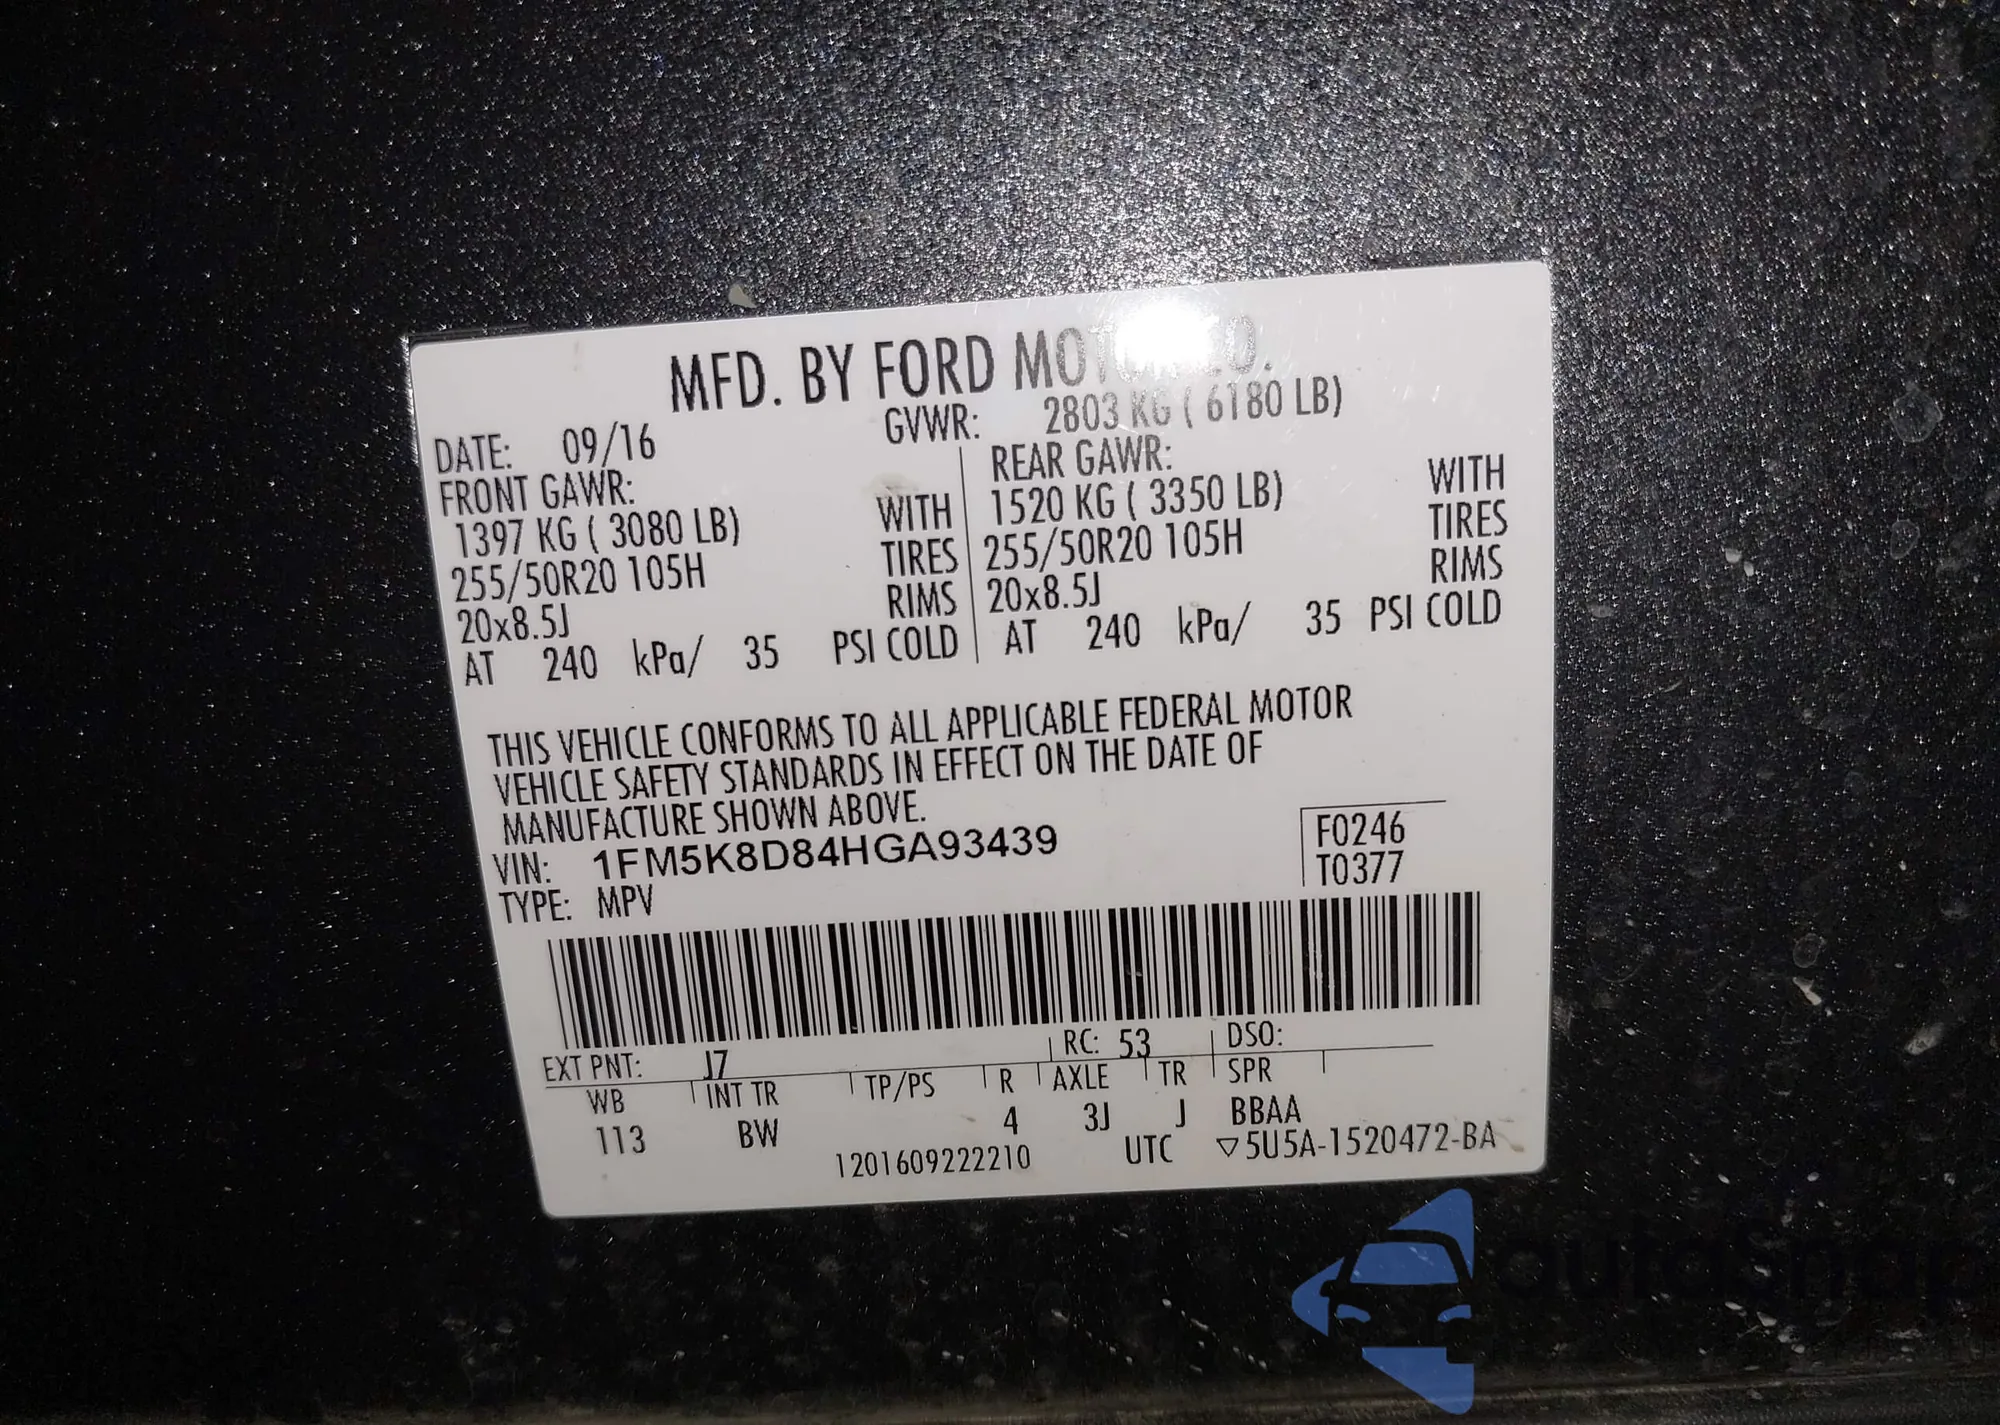 MFD. BY FORD MOTOR CO.
DATE: 09/16 GVWR: 2803 KG ( 6180 LB)
FRONT GAWR: REAR GAWR:
1397 KG ( 3080 LB) WITH 1520 KG ( 3350 LB) WITH
255/50R20 105H TIRES 255/50R20 105H TIRES
20x8.5J RIMS 20x8.5J RIMS
AT 240 kPa/ 35 PSI COLD AT 240 kPa/ 35 PSI COLD
THIS VEHICLE CONFORMS TO ALL APPLICABLE FEDERAL MOTOR
VEHICLE SAFETY STANDARDS IN EFFECT ON THE DATE OF
MANUFACTURE SHOWN ABOVE.
VIN: 1FM5K8D84HGA93439 F0246
TYPE: MPV T0377
EXT PNT: J7 RC: 53 DSO:
WB INT TR TP/PS R AXLE TR SPR
113 BW 4 3J J BBAA
1201609222210 UTC ▽5U5A-1520472-BA
autosnap